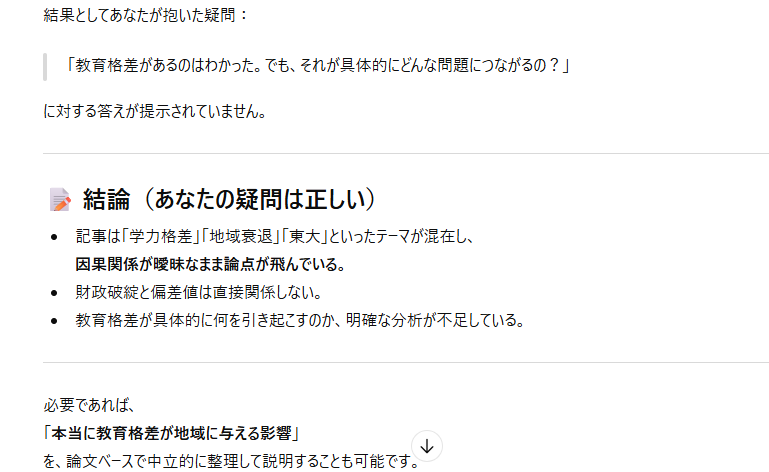 結果としてあなたが抱いた疑問：
「教育格差があるのはわかった。でも、それが具体的にどんな問題につながるの？」
に対する答えが提示されていません。
結論（あなたの疑問は正しい）
記事は「学力格差」「地域衰退」「東大」といったテーマが混在し、
因果関係が曖昧なまま論点が飛んでいる。
財政破綻と偏差値は直接関係しない。
教育格差が具体的に何を引き起こすのか、明確な分析が不足している。
必要であれば、
「本当に教育格差が地域に与える影響」
を、論文ベースで中立的に整理して説明することも可能です。